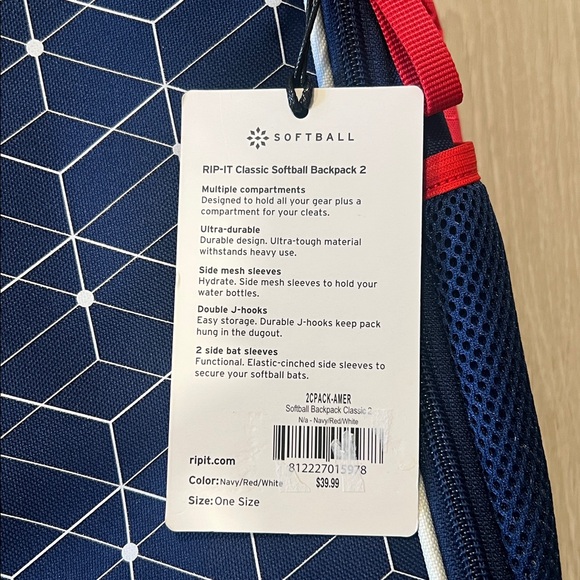 SOFTBALL
RIP-IT Classic Softball Backpack 2
Multiple compartments
Designed to hold all your gear plus a
compartment for your cleats.
Ultra-durable
Durable design. Ultra-tough material
withstands heavy use.
Side mesh sleeves
Hydrate. Side mesh sleeves to hold your
water bottles.
Double J-hooks
Easy storage. Durable J-hooks keep pack
hung in the dugout.
2 side bat sleeves
Functional. Elastic-cinched side sleeves to
secure your softball bats.
2CPACK-AMER
Softball Backpack Classic 2
N/a - Navy/Red/White
812227015978
$39.99
ripit.com
Color:Navy/Red/White
Size:One Size